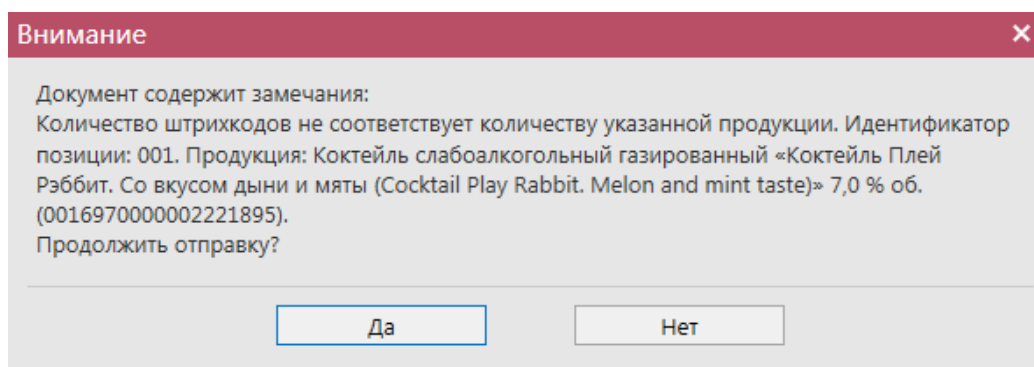 Внимание
Документ содержит замечания:
Количество штрихкодов не соответствует количеству указанной продукции. Идентификатор
позиции: 001. Продукция: Коктейль слабоалкогольный газированный «Коктейль Плей
Рэббит. Со вкусом дыни и мяты (Cocktail Play Rabbit. Melon and mint taste)» 7,0 % об.
(0016970000002221895).
Продолжить отправку?
Да
Нет